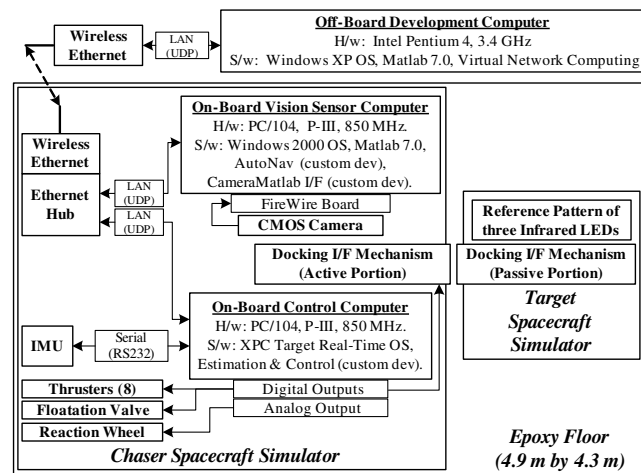 Off-Board Development Computer
H/w: Intel Pentium 4, 3.4 GHz
S/w: Windows XP OS, Matlab 7.0, Virtual Network Computing
Wireless
Ethernet
LAN
(UDP)
On-Board Vision Sensor Computer
H/w: PC/104, P-III, 850 MHz.
S/w: Windows 2000 OS, Matlab 7.0,
AutoNav (custom dev),
CameraMatlab I/F (custom dev).
Wireless
Ethernet
Ethernet
Hub
LAN
(UDP)
LAN
(UDP)
FireWire Board
CMOS Camera
Reference Pattern of
three Infrared LEDs
Docking I/F Mechanism
(Active Portion)
Docking I/F Mechanism
(Passive Portion)
Target
Spacecraft
Simulator
On-Board Control Computer
H/w: PC/104, P-III, 850 MHz.
S/w: XPC Target Real-Time OS,
Estimation & Control (custom dev).
IMU
Serial
(RS232)
Thrusters (8)
Floatation Valve
Reaction Wheel
Digital Outputs
Analog Output
Chaser Spacecraft Simulator
Epoxy Floor
(4.9 m by 4.3 m)